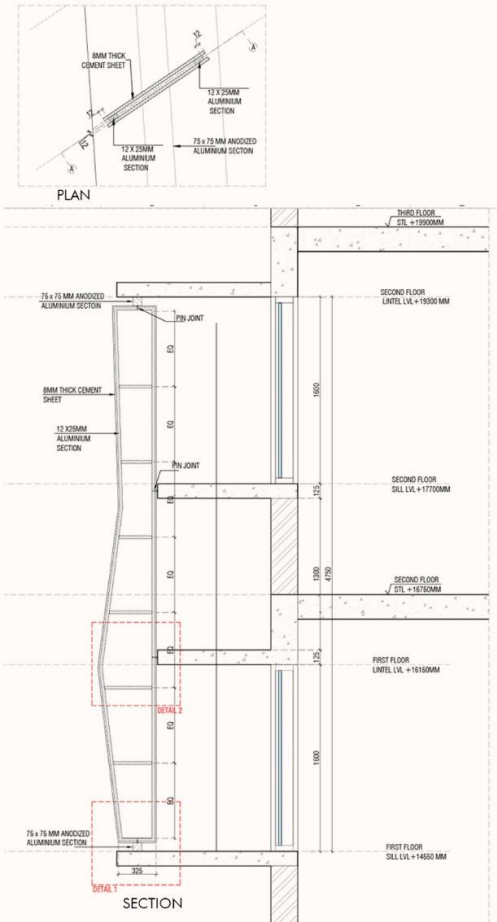 12
8MM THICK
CEMENT SHEET
12 X 25MM
ALUMINIUM
SECTION
12
25
12 X 25MM
ALUMINIUM
SECTION
75 x 75 MM ANODIZED
ALUMINIUM SECTOIN
PLAN
THIRD FLOOR
STL +19900MM
SECOND FLOOR
LINTEL LVL+19300 MM
75 x 75 MM ANODIZED
ALUMINIUM SECTOIN
PIN JOINT
EQ
1600
8MM THICK CEMENT
SHEET
EQ
12 X25MM
ALUMINIUM
SECTION
PIN JOINT
SECOND FLOOR
SILL LVL+17700MM
EQ
125
EQ
1300
4750
SECOND FLOOR
STL +16750MM
EQ
125
FIRST FLOOR
LINTEL LVL +16150MM
DETAIL 2
EQ
1600
EQ
75 x 75 MM ANODIZED
ALUMINIUM SECTION
FIRST FLOOR
SILL LVL+14550 MM
325
DETAIL 1
SECTION